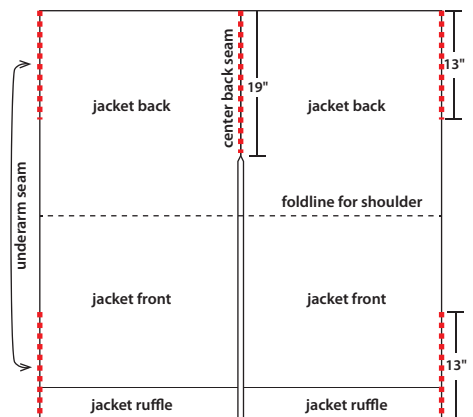 13"
19"
center back seam
jacket back
jacket back
underarm seam
foldline for shoulder
jacket front
jacket front
13"
jacket ruffle
jacket ruffle